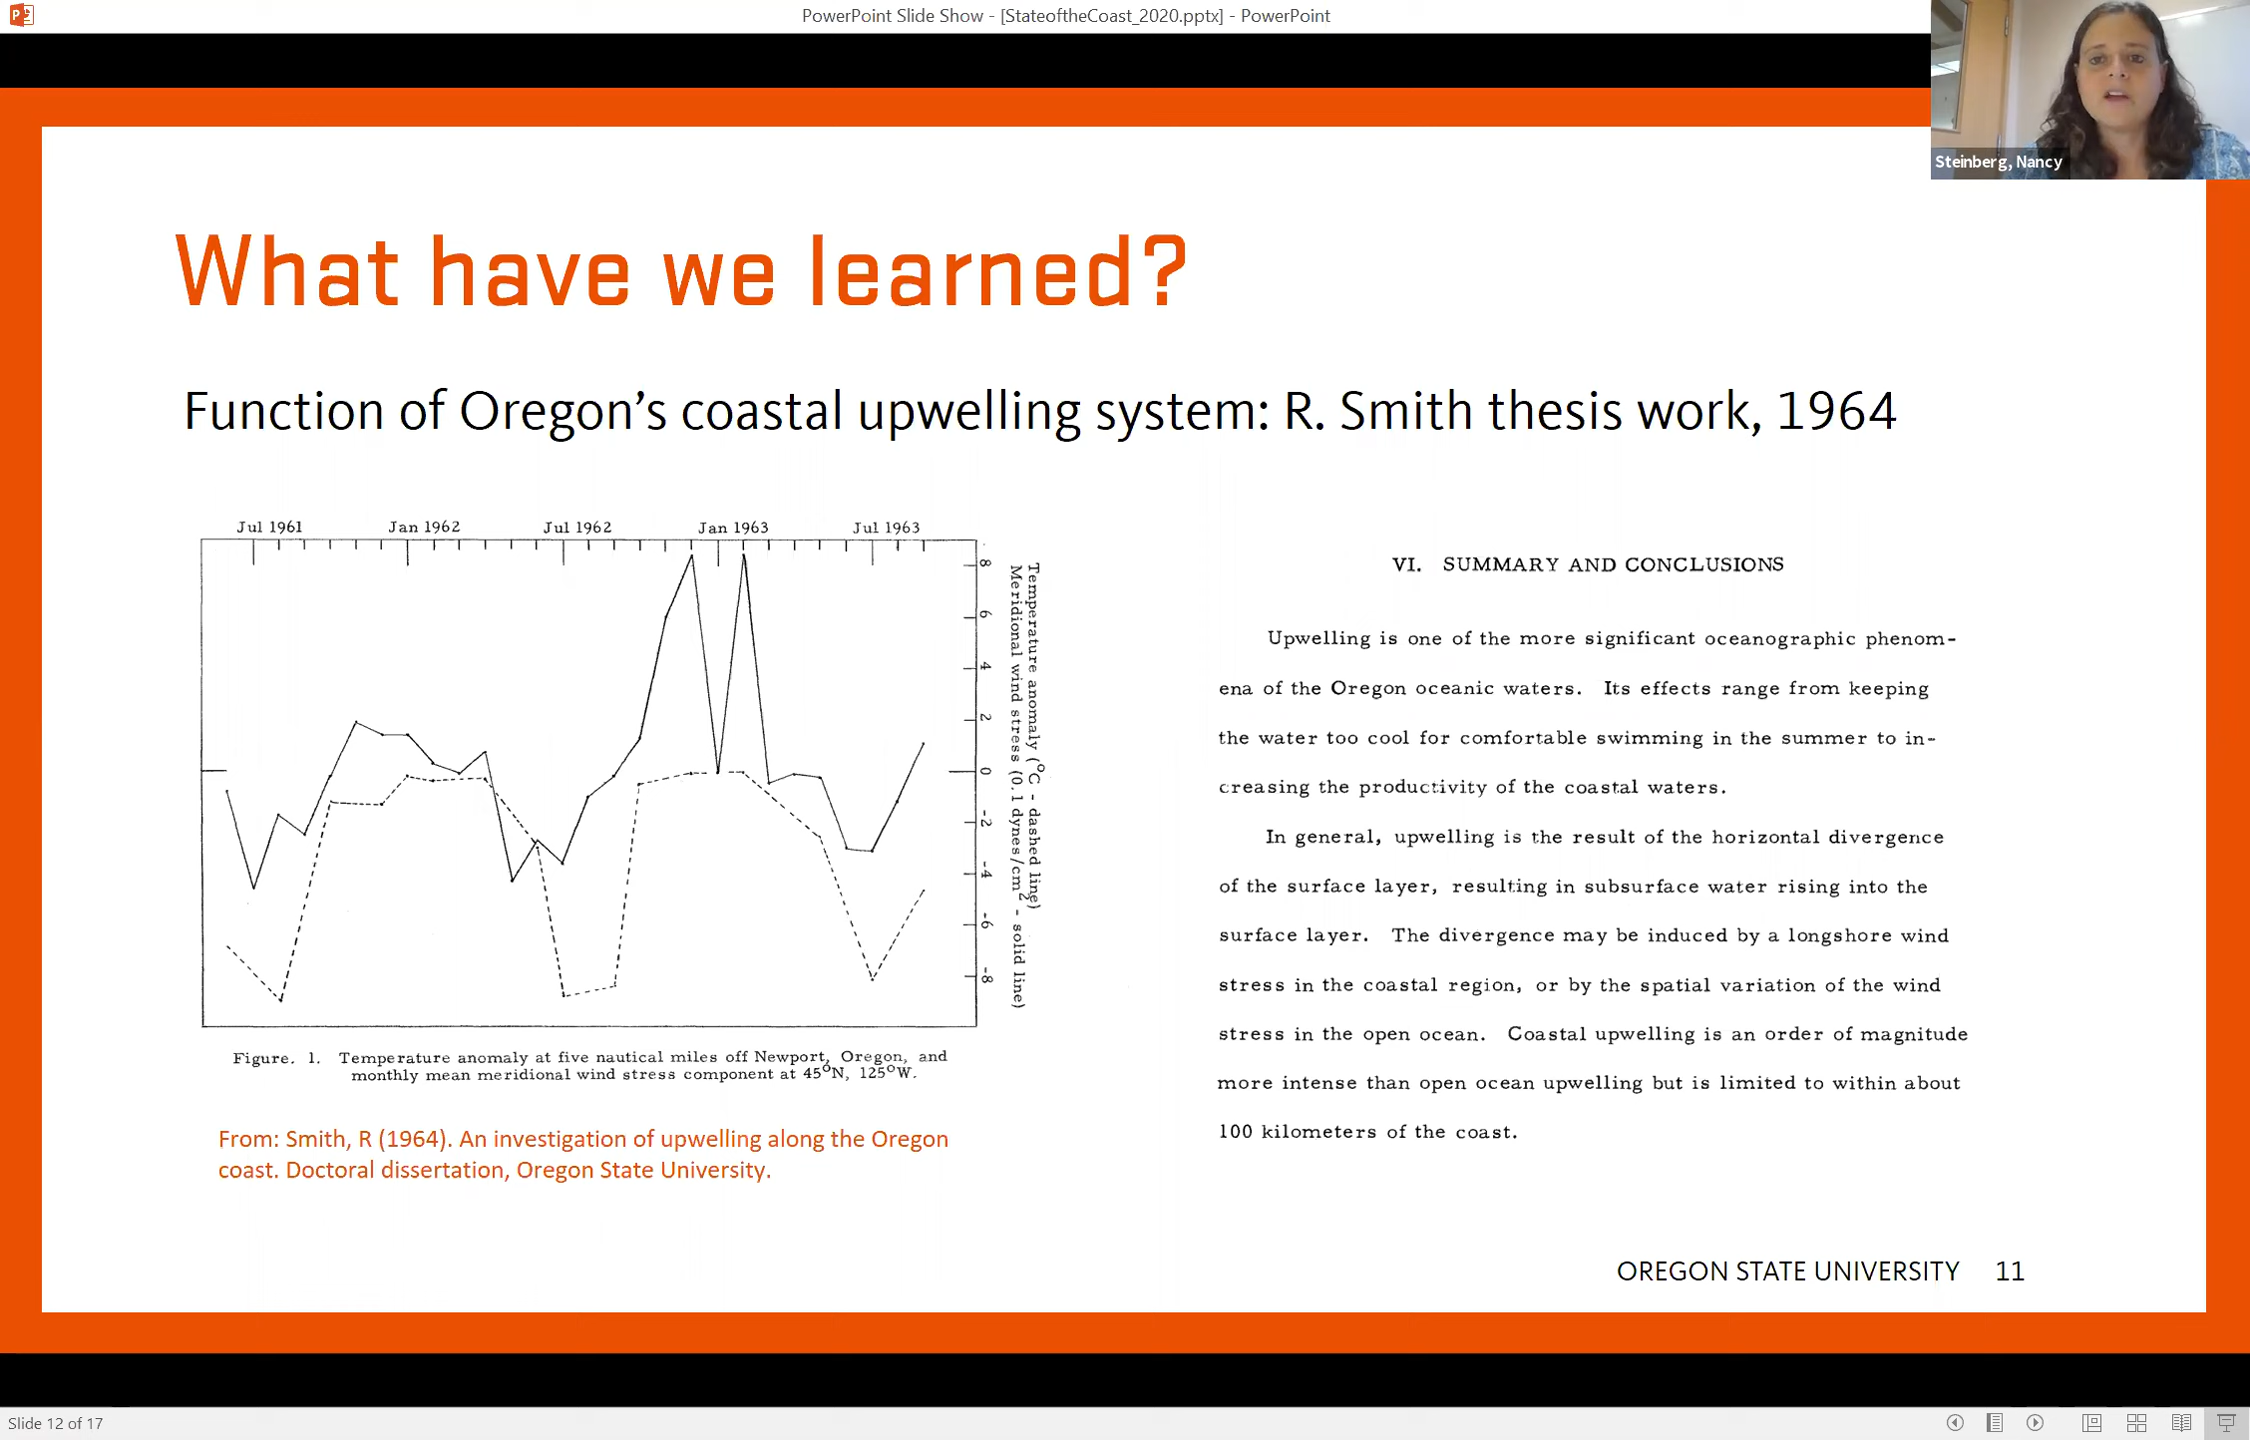 PowerPoint Slide Show - [StateoftheCoast_2020.pptx] - PowerPoint
Steinberg, Nancy
What have we learned?
Function of Oregon's coastal upwelling system: R. Smith thesis work, 1964
Jul 1961 Jan 1962 Jul 1962 Jan 1963 Jul 1963
8
6
4
2
0
-2
-4
-6
-8
Temperature anomaly (°C - dashed line)
Meridional wind stress (0.1 dynes/cm² - solid line)
Figure. 1. Temperature anomaly at five nautical miles off Newport, Oregon, and
monthly mean meridional wind stress component at 45°N, 125°W.
From: Smith, R (1964). An investigation of upwelling along the Oregon
coast. Doctoral dissertation, Oregon State University.
VI. SUMMARY AND CONCLUSIONS
Upwelling is one of the more significant oceanographic phenom-
ena of the Oregon oceanic waters. Its effects range from keeping
the water too cool for comfortable swimming in the summer to in-
creasing the productivity of the coastal waters.
In general, upwelling is the result of the horizontal divergence
of the surface layer, resulting in subsurface water rising into the
surface layer. The divergence may be induced by a longshore wind
stress in the coastal region, or by the spatial variation of the wind
stress in the open ocean. Coastal upwelling is an order of magnitude
more intense than open ocean upwelling but is limited to within about
100 kilometers of the coast.
OREGON STATE UNIVERSITY 11
Slide 12 of 17